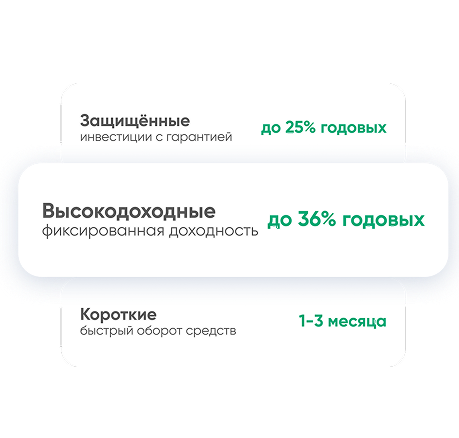 Защищённые
инвестиции с гарантией
до 25% годовых
Высокодоходные
фиксированная доходность
до 36% годовых
Короткие
быстрый оборот средств
1-3 месяца